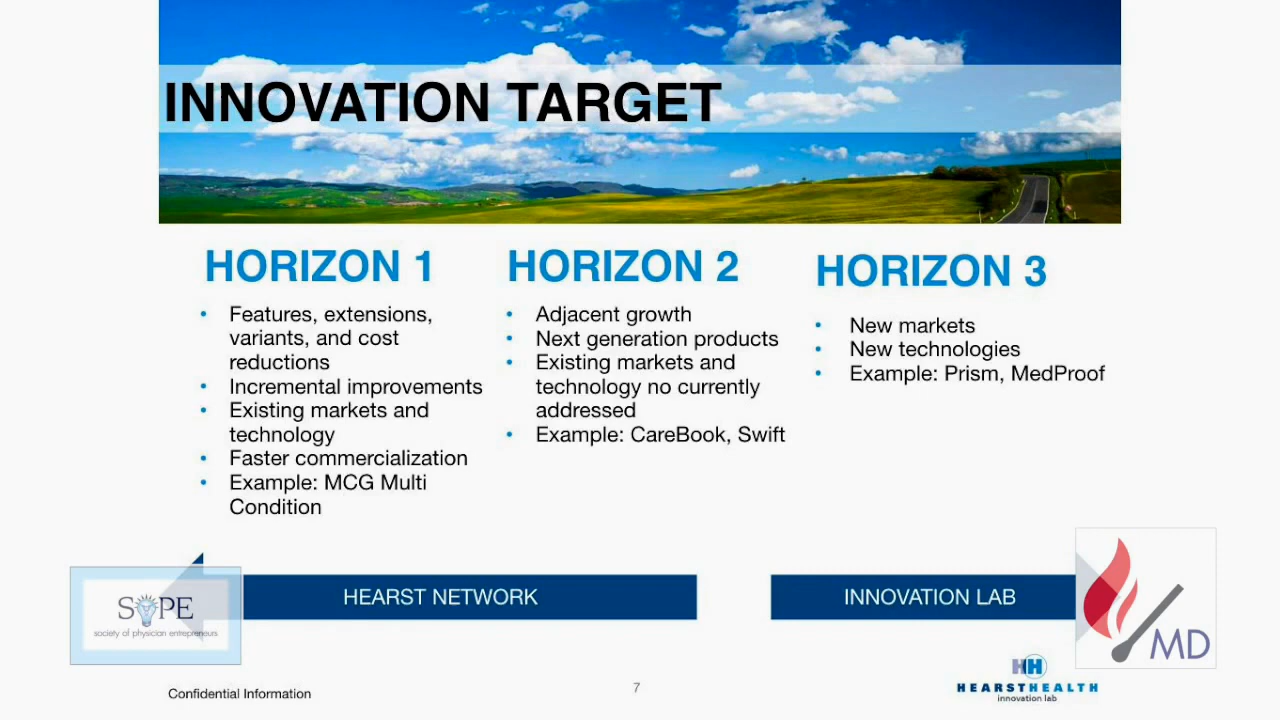 INNOVATION TARGET
HORIZON 1
• Features, extensions,
variants, and cost
reductions
• Incremental improvements
• Existing markets and
technology
• Faster commercialization
• Example: MCG Multi
Condition
HORIZON 2
• Adjacent growth
• Next generation products
• Existing markets and
technology no currently
addressed
• Example: CareBook, Swift
HORIZON 3
• New markets
• New technologies
• Example: Prism, MedProof
HEARST NETWORK
INNOVATION LAB
SOPE
society of physician entrepreneurs
MD
Confidential Information
7
HH
HEARSTHEALTH
innovation lab